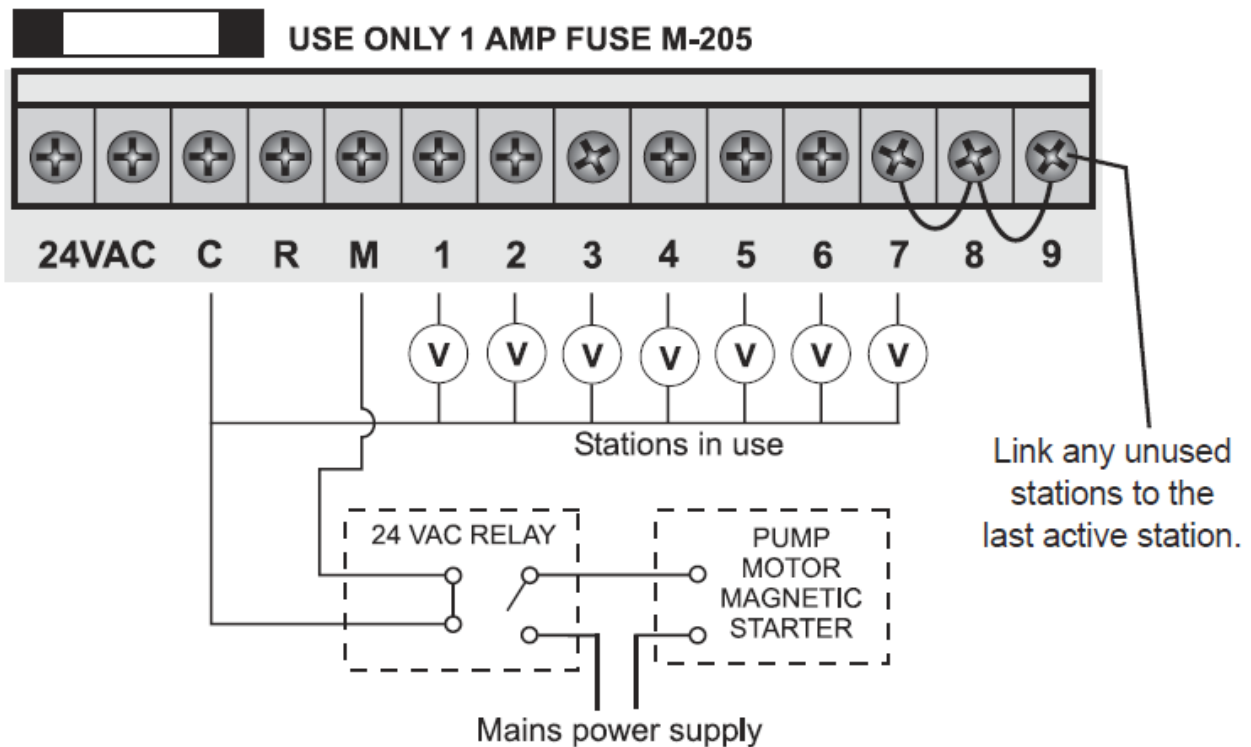 USE ONLY 1 AMP FUSE M-205
24VAC C R M 1 2 3 4 5 6 7 8 9
V V V V V V V
Stations in use
Link any unused
stations to the
last active station.
24 VAC RELAY
PUMP
MOTOR
MAGNETIC
STARTER
Mains power supply